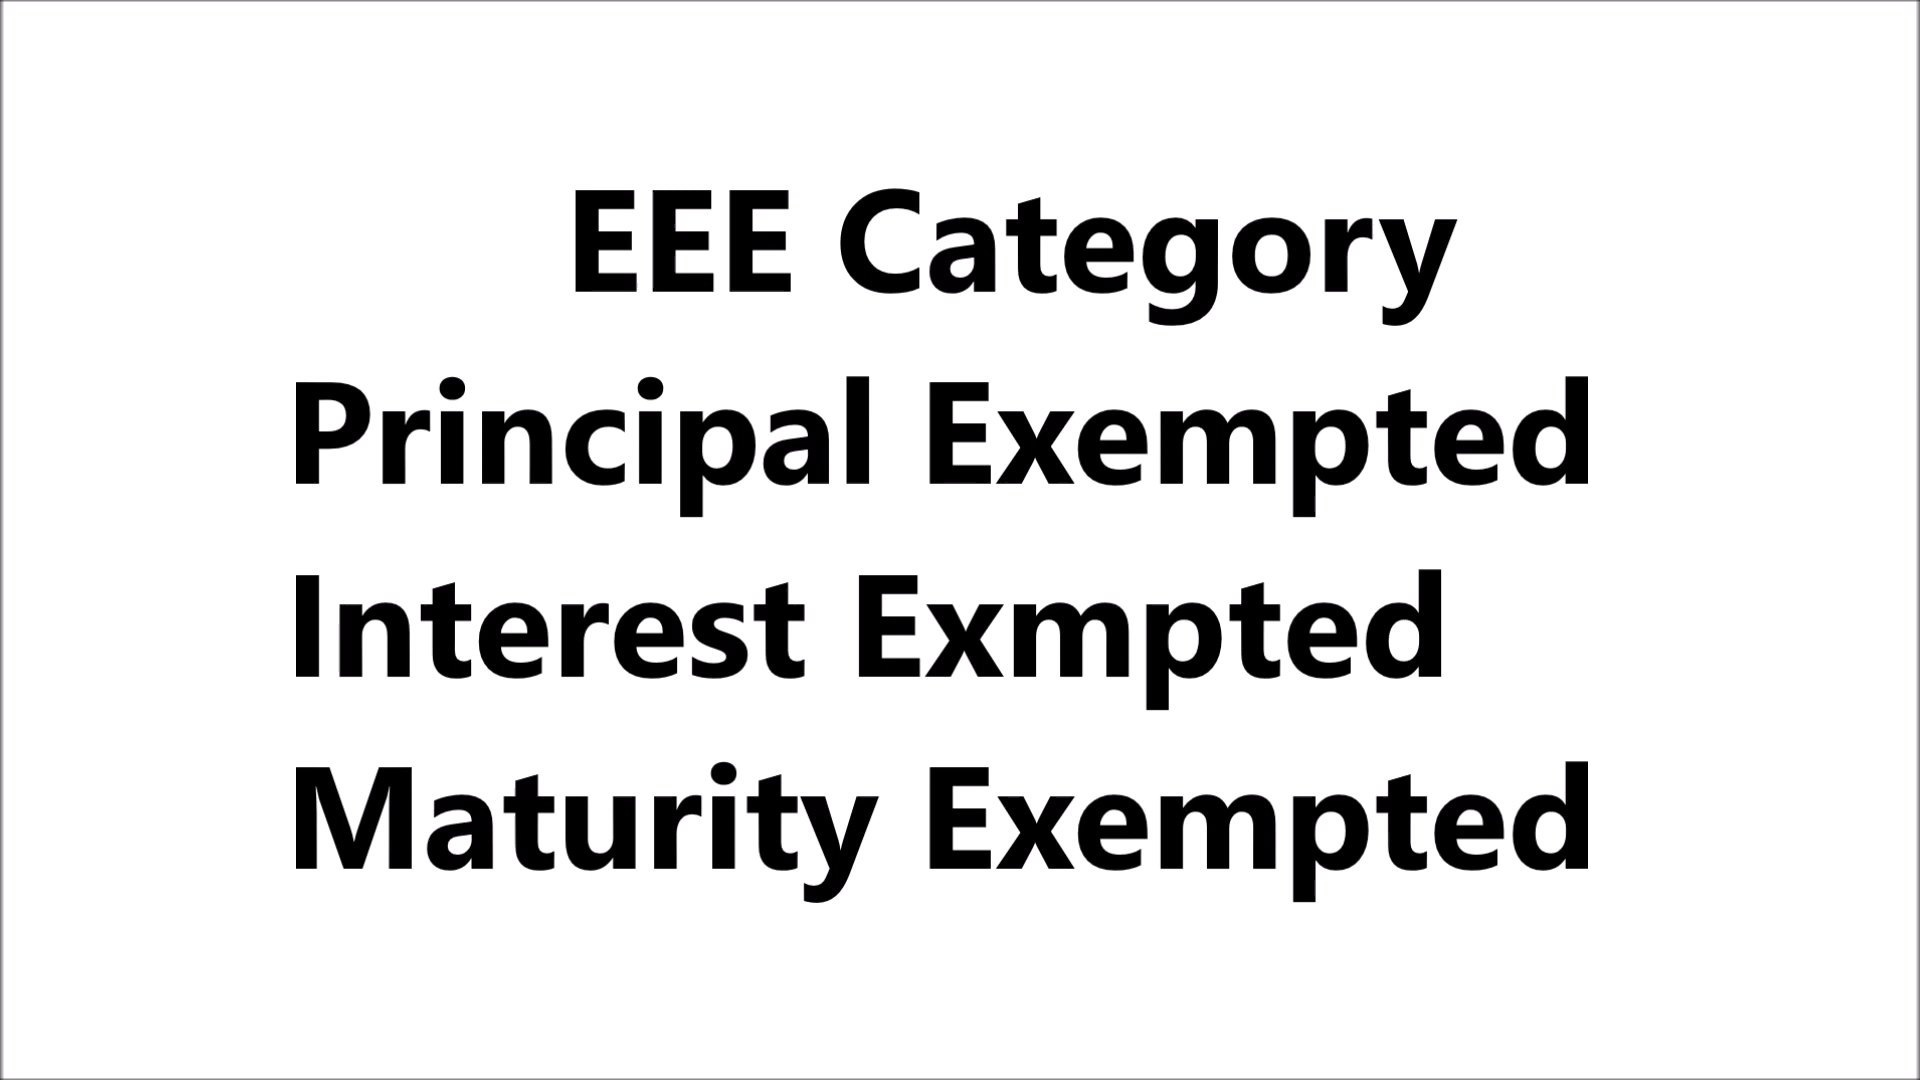 EEE Category
Principal Exempted
Interest Exmpted
Maturity Exempted